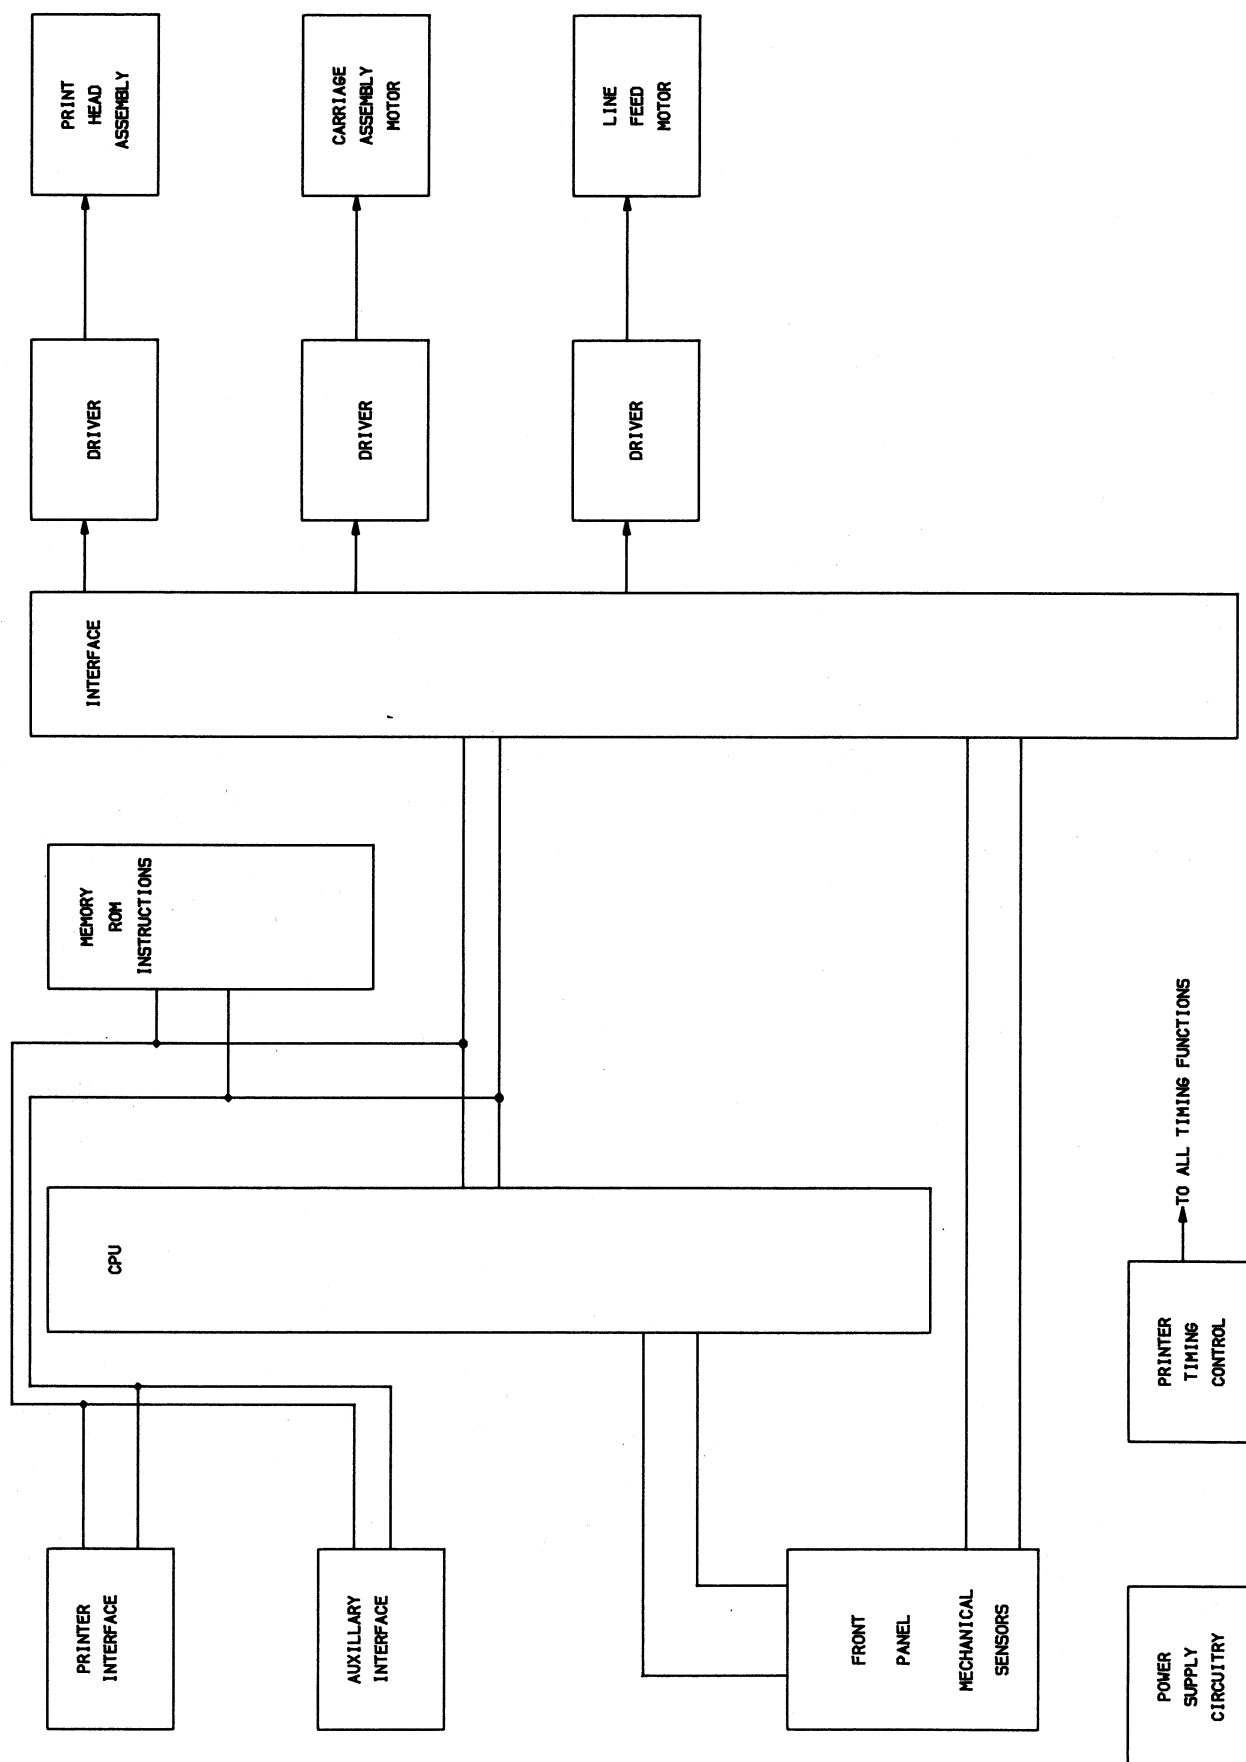 PRINTER
INTERFACE
AUXILLARY
INTERFACE
FRONT
PANEL
MECHANICAL
SENSORS
POWER
SUPPLY
CIRCUITRY
CPU
PRINTER
TIMING
CONTROL
TO ALL TIMING FUNCTIONS
MEMORY
ROM
INSTRUCTIONS
INTERFACE
DRIVER
DRIVER
DRIVER
PRINT
HEAD
ASSEMBLY
CARRIAGE
ASSEMBLY
MOTOR
LINE
FEED
MOTOR